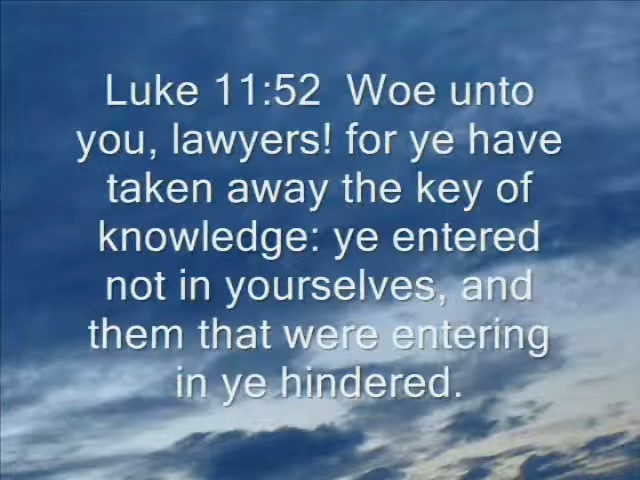 Luke 11:52  Woe unto
you, lawyers! for ye have
taken away the key of
knowledge: ye entered
not in yourselves, and
them that were entering
in ye hindered.